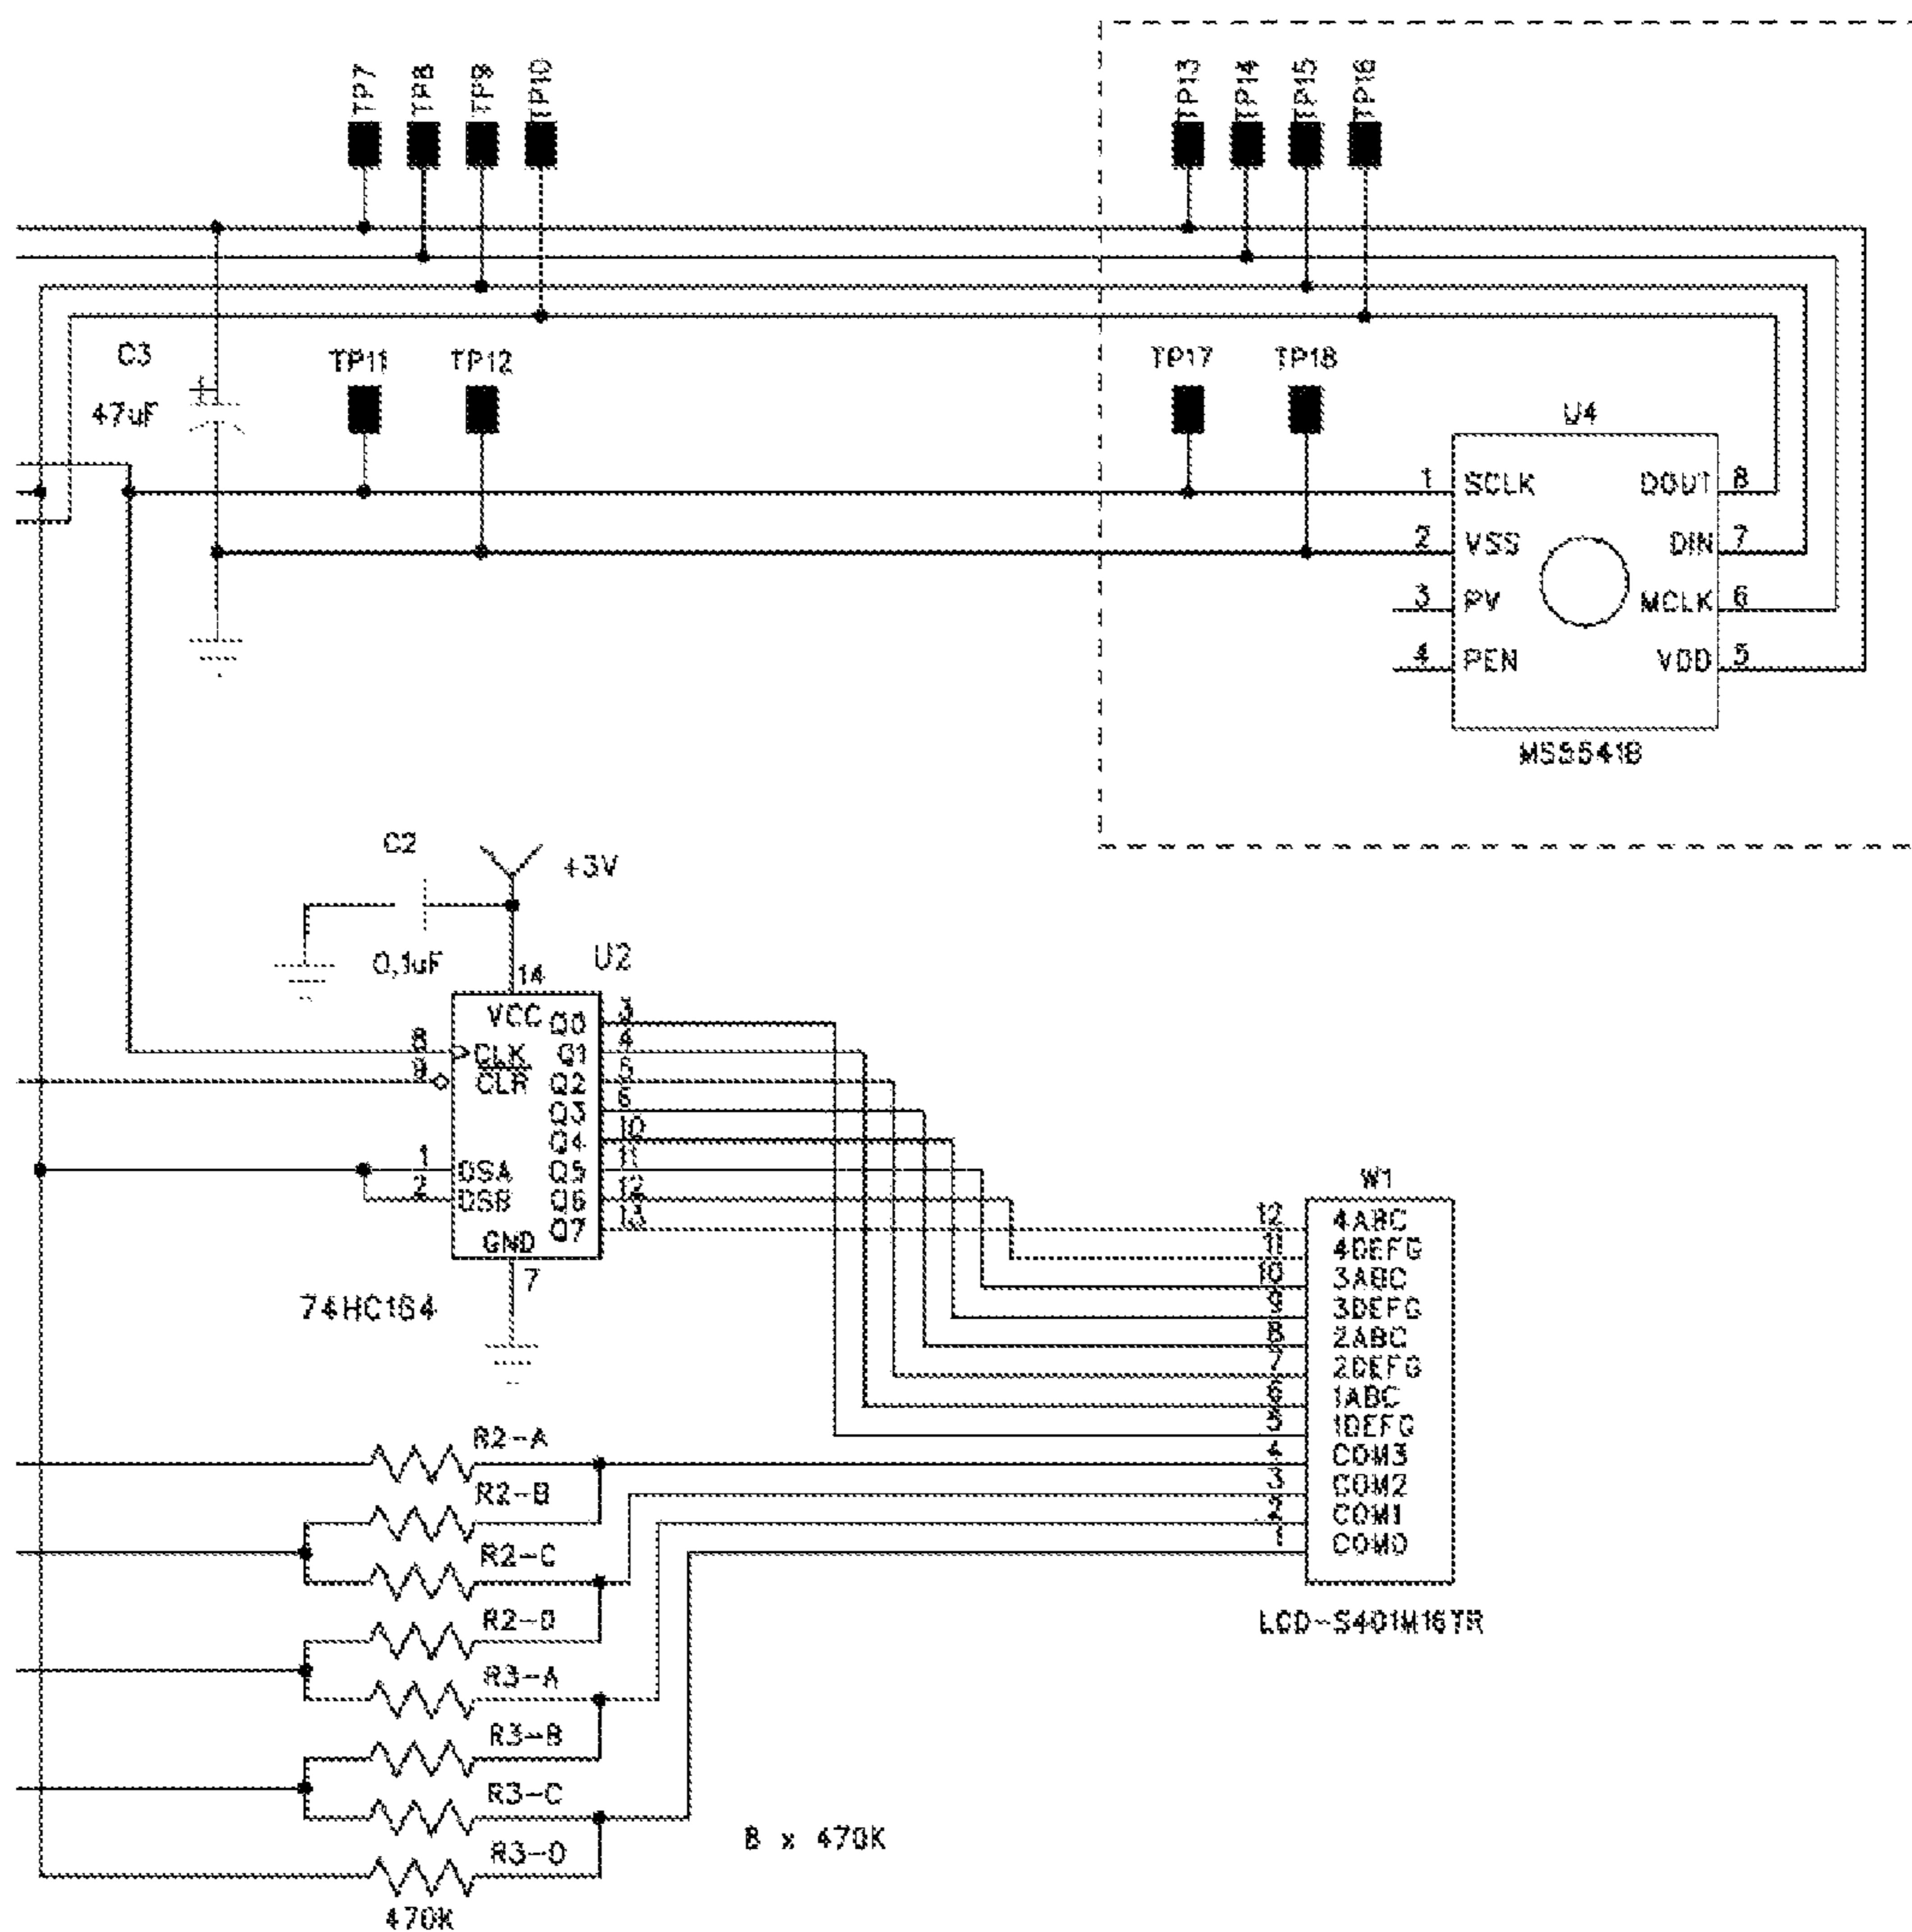 TP7
TP8
TP9
TP10
TP13
TP14
TP15
TP16
C3
47uF
TP11
TP12
TP17
TP18
U4
1 SCLK
DOUT 8
2 VSS
DIN 7
3 PV
MCLK 6
4 PEN
VDD 5
MS5541B
C2
+3V
0,1uF
14
U2
VCC
Q0 3
8 CLK
Q1 4
9 CLR
Q2 5
Q3 6
Q4 10
1 DSA
Q5 11
2 DSB
Q6 12
Q7 13
GND
7
74HC164
W1
12 4ABC
11 4DEFG
10 3ABC
9 3DEFG
8 2ABC
7 2DEFG
6 1ABC
5 1DEFG
4 COM3
3 COM2
2 COM1
1 COM0
LCD-S401M16TR
R2-A
R2-B
R2-C
R2-D
R3-A
R3-B
R3-C
R3-D
470K
8 x 470K